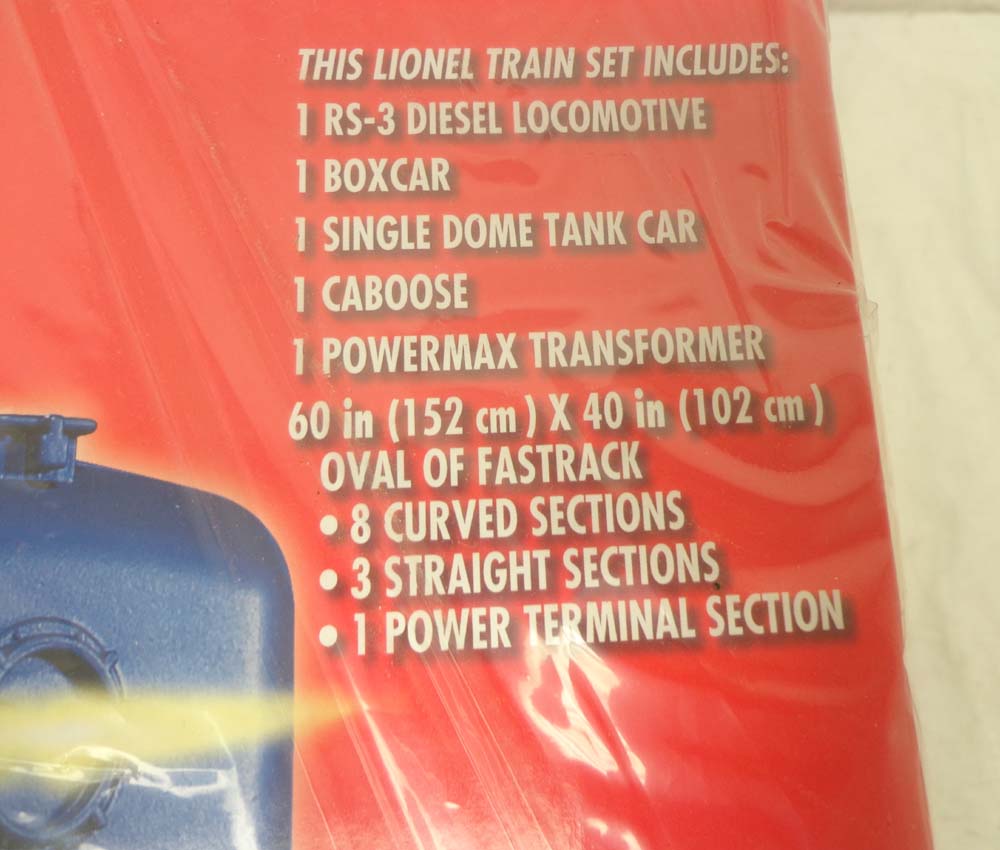 THIS LIONEL TRAIN SET INCLUDES:
1 RS-3 DIESEL LOCOMOTIVE
1 BOXCAR
1 SINGLE DOME TANK CAR
1 CABOOSE
1 POWERMAX TRANSFORMER
60 in (152 cm) X 40 in (102 cm)
OVAL OF FASTRACK
• 8 CURVED SECTIONS
• 3 STRAIGHT SECTIONS
• 1 POWER TERMINAL SECTION